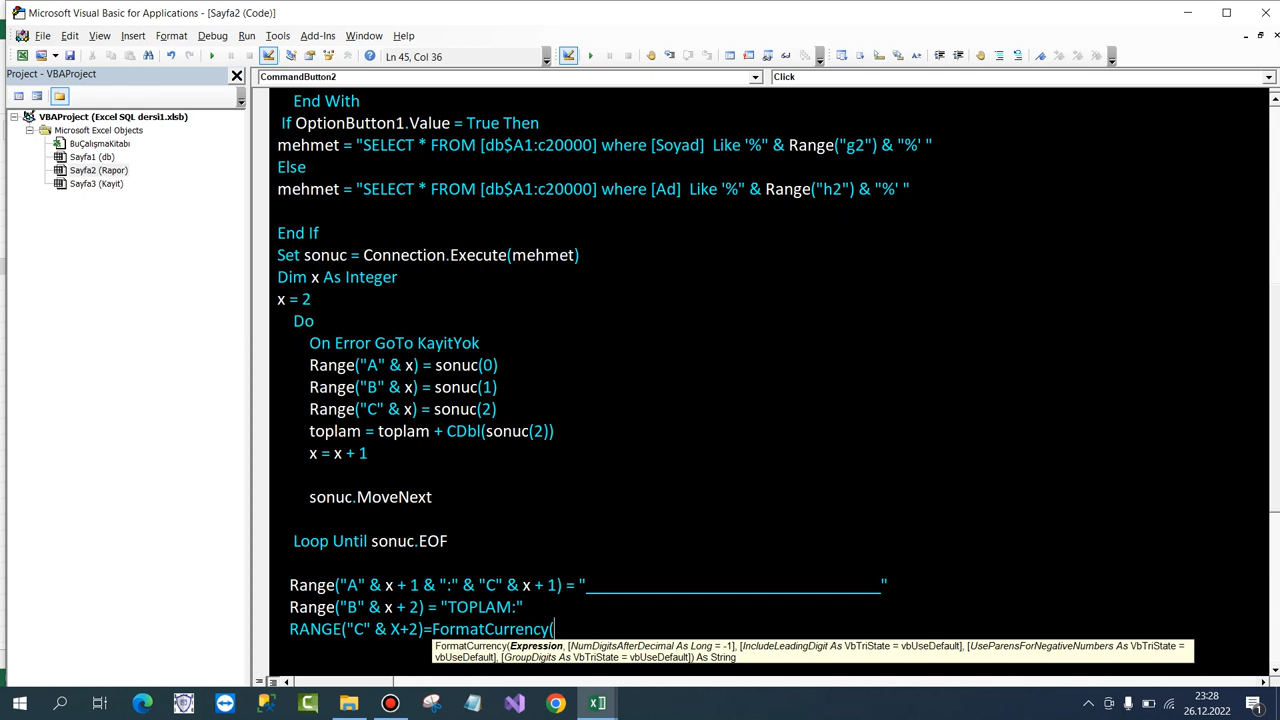 Microsoft Visual Basic for Applications - [Sayfa2 (Code)]
File Edit View Insert Format Debug Run Tools Add-Ins Window Help
Ln 45, Col 36
Project - VBAProject
CommandButton2 Click
VBAProject (Excel SQL dersi1.xlsb)
Microsoft Excel Objects
BuÇalışmaKitabı
Sayfa1 (db)
Sayfa2 (Rapor)
Sayfa3 (Kayit)
End With
If OptionButton1.Value = True Then
mehmet = "SELECT * FROM [db$A1:c20000] where [Soyad]  Like '%" & Range("g2") & "%' "
Else
mehmet = "SELECT * FROM [db$A1:c20000] where [Ad]  Like '%" & Range("h2") & "%' "
End If
Set sonuc = Connection.Execute(mehmet)
Dim x As Integer
x = 2
Do
On Error GoTo KayitYok
Range("A" & x) = sonuc(0)
Range("B" & x) = sonuc(1)
Range("C" & x) = sonuc(2)
toplam = toplam + CDbl(sonuc(2))
x = x + 1
sonuc.MoveNext
Loop Until sonuc.EOF
Range("A" & x + 1 & ":" & "C" & x + 1) = "________________________________"
Range("B" & x + 2) = "TOPLAM:"
RANGE("C" & X+2)=FormatCurrency(
FormatCurrency(Expression, [NumDigitsAfterDecimal As Long = -1], [IncludeLeadingDigit As VbTriState = vbUseDefault], [UseParensForNegativeNumbers As VbTriState =
vbUseDefault], [GroupDigits As VbTriState = vbUseDefault]) As String
23:28
26.12.2022